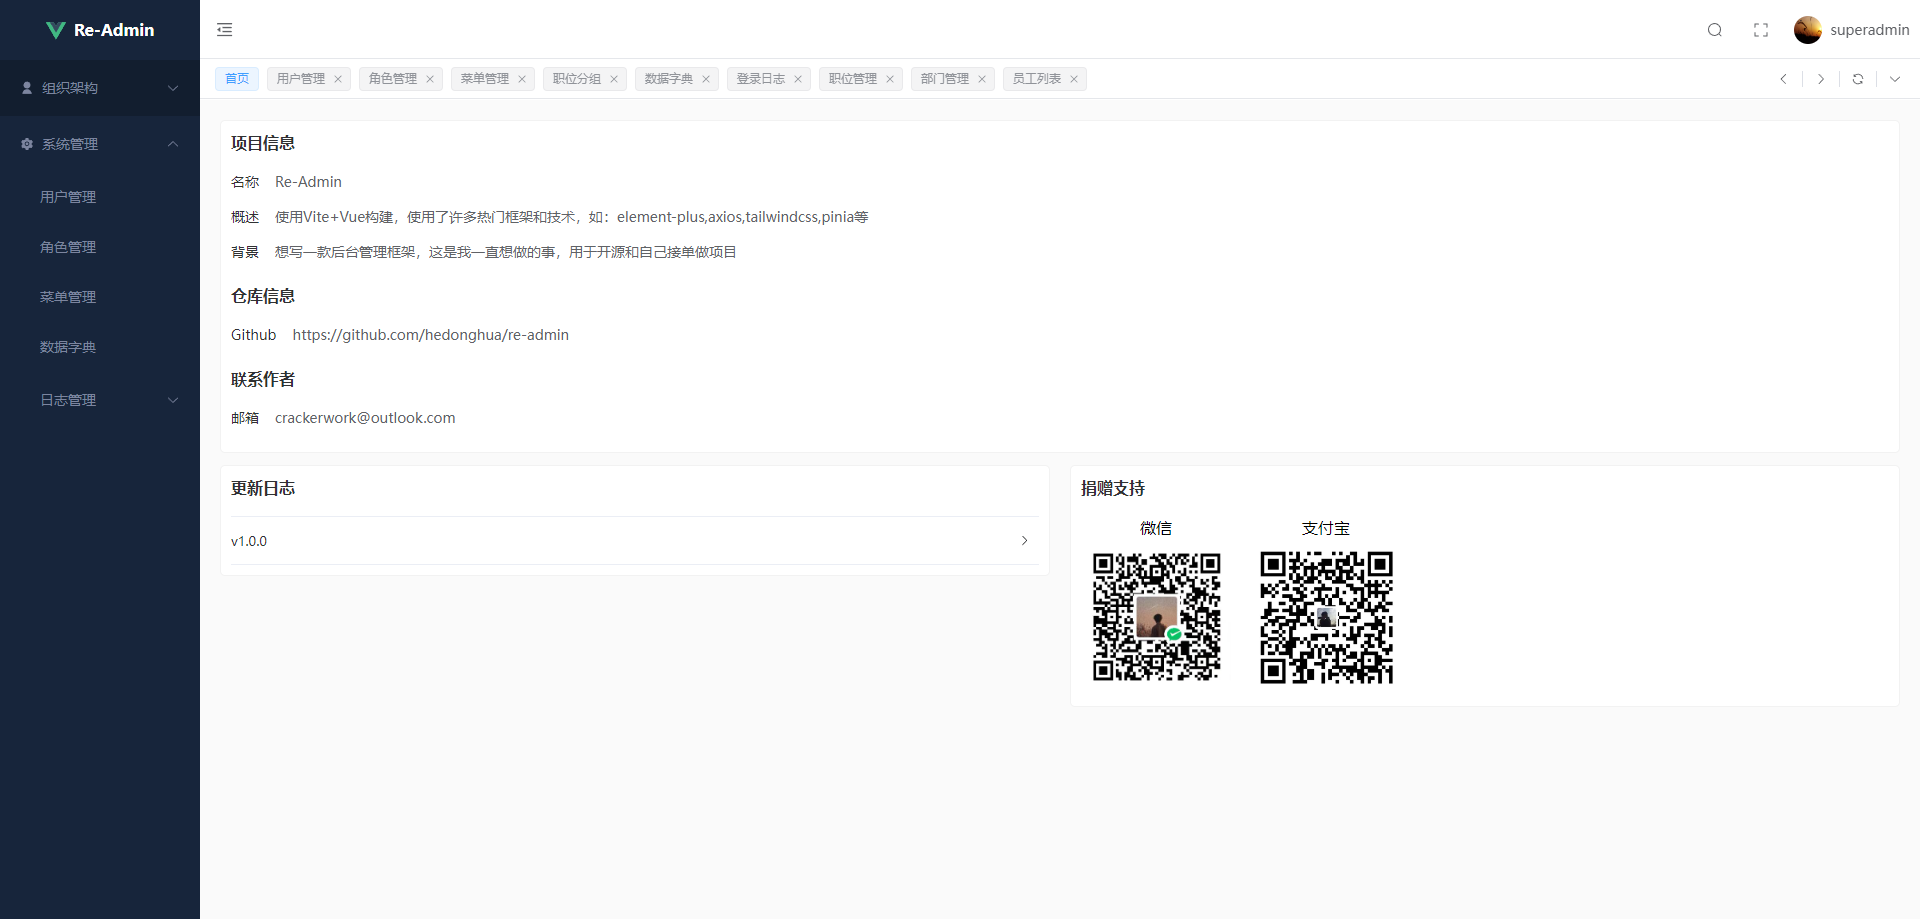 Re-Admin
superadmin
首页 用户管理 角色管理 菜单管理 职位分组 数据字典 登录日志 职位管理 部门管理 员工列表
组织架构
系统管理
用户管理
角色管理
菜单管理
数据字典
日志管理
项目信息
名称 Re-Admin
概述 使用Vite+Vue构建，使用了许多热门框架和技术，如：element-plus,axios,tailwindcss,pinia等
背景 想写一款后台管理框架，这是我一直想做的事，用于开源和自己接单做项目
仓库信息
Github https://github.com/hedonghua/re-admin
联系作者
邮箱 crackerwork@outlook.com
更新日志
v1.0.0
捐赠支持
微信 支付宝